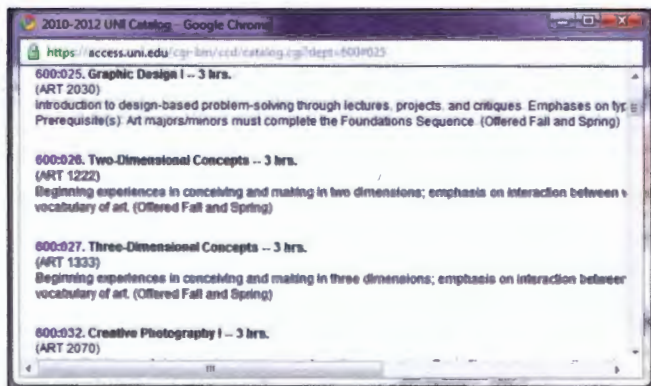 2010-2012 UNI Catalog - Google Chrome
https://access.uni.edu/cgi-bin/ccd/catalog.cgi?dept=600#025
600:025. Graphic Design I -- 3 hrs.
(ART 2030)
Introduction to design-based problem-solving through lectures, projects, and critiques. Emphases on typ
Prerequisite(s): Art majors/minors must complete the Foundations Sequence. (Offered Fall and Spring)
600:026. Two-Dimensional Concepts -- 3 hrs.
(ART 1222)
Beginning experiences in conceiving and making in two dimensions; emphasis on interaction between
vocabulary of art. (Offered Fall and Spring)
600:027. Three-Dimensional Concepts -- 3 hrs.
(ART 1333)
Beginning experiences in conceiving and making in three dimensions; emphasis on interaction between
vocabulary of art. (Offered Fall and Spring)
600:032. Creative Photography I -- 3 hrs.
(ART 2070)